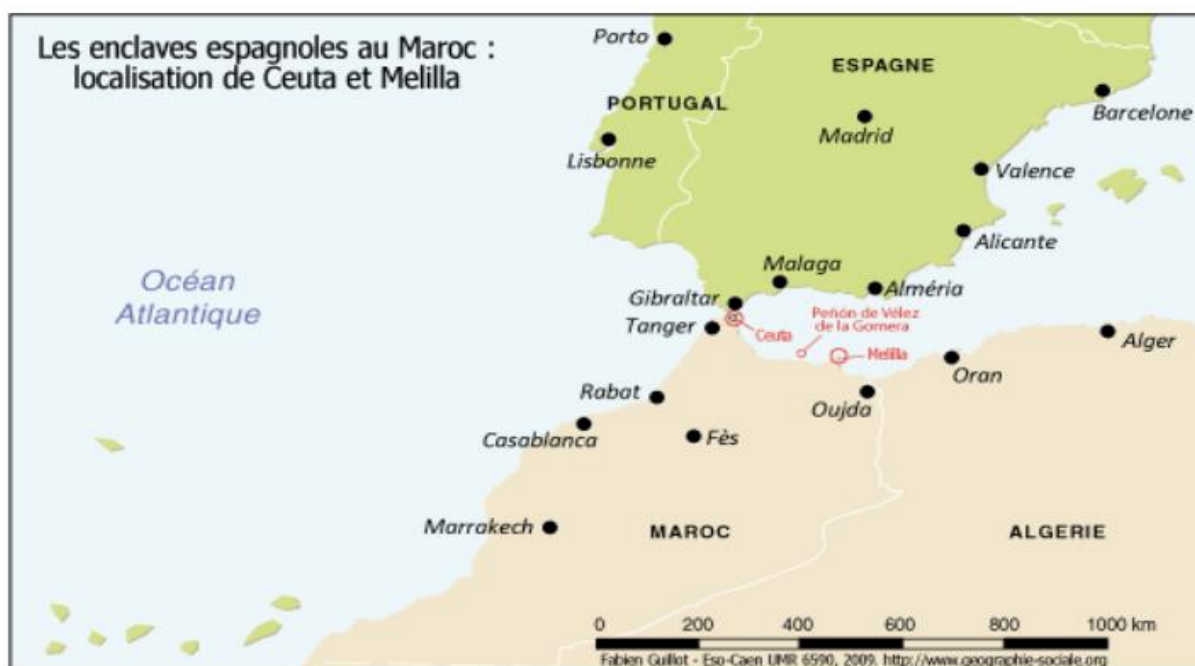 Les enclaves espagnoles au Maroc :
localisation de Ceuta et Melilla
Porto
ESPAGNE
PORTUGAL
Barcelone
Madrid
Lisbonne
Valence
Alicante
Océan
Atlantique
Malaga
Alméria
Gibraltar
Peñón de Vélez
de la Gomera
Tanger
Ceuta
Melilla
Alger
Oran
Rabat
Oujda
Casablanca
Fès
Marrakech
MAROC
ALGERIE
0 200 400 600 800 1000 km
Fabien Guillot - Eso-Caen UMR 6590, 2009. http://www.geographie-sociale.org